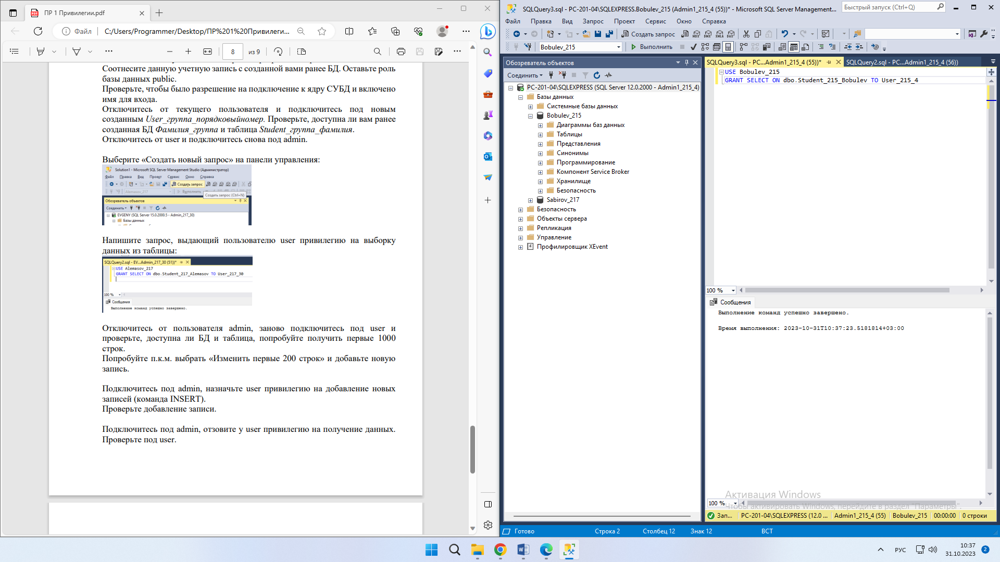 ПР 1 Привилегии.pdf
Файл
C:/Users/Programmer/Desktop/ПР%201%20Привилеги...
8 из 9
Соотнесите данную учетную запись с созданной вами ранее БД. Оставьте роль
базы данных public.
Проверьте, чтобы было разрешение на подключение к ядру СУБД и включено
имя для входа.
Отключитесь от текущего пользователя и подключитесь под новым
созданным User_группа_порядковыйномер. Проверьте, доступна ли вам ранее
созданная БД Фамилия_группа и таблица Student_группа_фамилия.
Отключитесь от user и подключитесь снова под admin.
Выберите «Создать новый запрос» на панели управления:
Solution1 - Microsoft SQL Server Management Studio (Администратор)
Файл Правка Вид Проект Сервис Окно Справка
Создать запрос
Alemasov_217 Выполнить
Создать запрос (Ctrl+N)
Обозреватель объектов
Соединить
EVGENY (SQL Server 15.0.2000.5 - Admin_217_30)
Базы данных
Напишите запрос, выдающий пользователю user привилегию на выборку
данных из таблицы:
SQLQuery2.sql - EV...Admin_217_30 (51))*
USE Alemasov_217
GRANT SELECT ON dbo.Student_217_Alemasov TO User_217_30
100 %
Сообщения
Выполнение команд успешно завершено.
Отключитесь от пользователя admin, заново подключитесь под user и
проверьте, доступна ли БД и таблица, попробуйте получить первые 1000
строк.
Попробуйте п.к.м. выбрать «Изменить первые 200 строк» и добавьте новую
запись.
Подключитесь под admin, назначьте user привилегию на добавление новых
записей (команда INSERT).
Проверьте добавление записи.
Подключитесь под admin, отзовите у user привилегию на получение данных.
Проверьте под user.
SQLQuery3.sql - PC-201-04\SQLEXPRESS.Bobulev_215 (Admin1_215_4 (55))* - Microsoft SQL Server Management...
Быстрый запуск (Ctrl+Q)
Файл Правка Вид Запрос Проект Сервис Окно Справка
Создать запрос
MDX DMX XMLA DAX
Bobulev_215
Выполнить
Обозреватель объектов
Соединить
PC-201-04\SQLEXPRESS (SQL Server 12.0.2000 - Admin1_215_4)
Базы данных
Системные базы данных
Bobulev_215
Диаграммы баз данных
Таблицы
Представления
Синонимы
Программирование
Компонент Service Broker
Хранилище
Безопасность
Sabirov_217
Безопасность
Объекты сервера
Репликация
Управление
Профилировщик XEvent
SQLQuery3.sql - PC...Admin1_215_4 (55))*
SQLQuery2.sql - PC...Admin1_215_4 (56))
USE Bobulev_215
GRANT SELECT ON dbo.Student_215_Bobulev TO User_215_4
100 %
Сообщения
Выполнение команд успешно завершено.
Время выполнения: 2023-10-31T10:37:23.5181814+03:00
Активация Windows
Чтобы активировать Windows, перейдите в раздел "Параметры".
100 %
Зап... PC-201-04\SQLEXPRESS (12.0 ... Admin1_215_4 (55) Bobulev_215 00:00:00 0 строки
Готово Строка 2 Столбец 12 Знак 12 ВСТ
РУС
10:37
31.10.2023
2